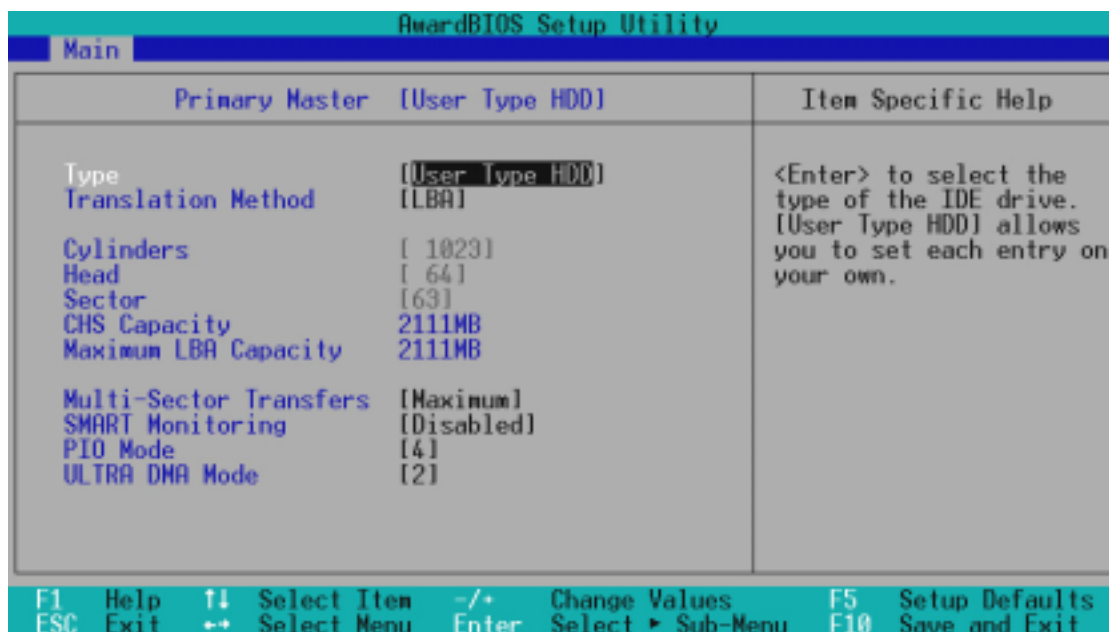 AwardBIOS Setup Utility
Main
Primary Master [User Type HDD]
Item Specific Help
Type [User Type HDD]
Translation Method [LBA]
Cylinders [ 1023]
Head [ 64]
Sector [63]
CHS Capacity 2111MB
Maximum LBA Capacity 2111MB
Multi-Sector Transfers [Maximum]
SMART Monitoring [Disabled]
PIO Mode [4]
ULTRA DMA Mode [2]
<Enter> to select the
type of the IDE drive.
[User Type HDD] allows
you to set each entry on
your own.
F1 Help ↑↓ Select Item -/+ Change Values F5 Setup Defaults
ESC Exit ←→ Select Menu Enter Select ► Sub-Menu F10 Save and Exit